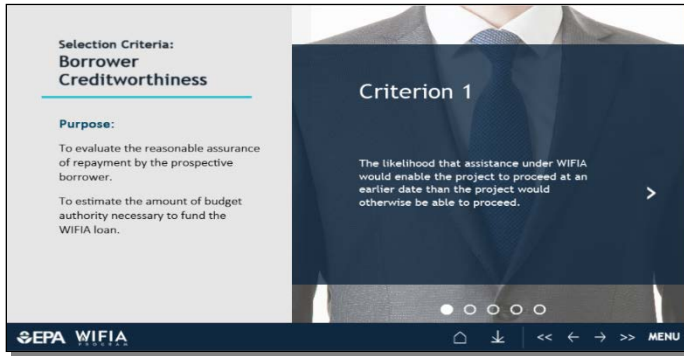 Selection Criteria:
Borrower
Creditworthiness
Purpose:
To evaluate the reasonable assurance
of repayment by the prospective
borrower.
To estimate the amount of budget
authority necessary to fund the
WIFIA loan.
Criterion 1
The likelihood that assistance under WIFIA
would enable the project to proceed at an
earlier date than the project would
otherwise be able to proceed.
EPA WIFIA
PROGRAM
MENU